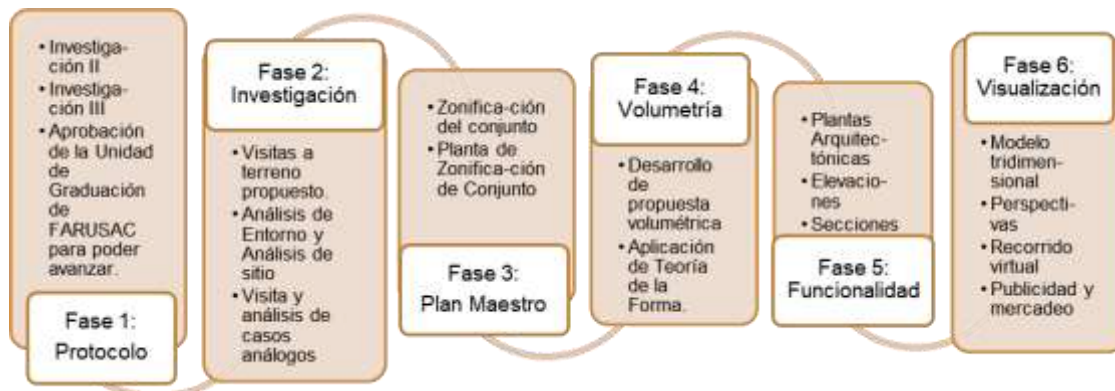 • Investiga-
ción II
• Investiga-
ción III
• Aprobación
de la Unidad
de
Graduación
de
FARUSAC
para poder
avanzar.
Fase 1:
Protocolo
Fase 2:
Investigación
• Visitas a
terreno
propuesto.
• Análisis de
Entorno y
Análisis de
sitio
• Visita y
análisis de
casos
análogos
• Zonifica-ción
del conjunto
• Planta de
Zonifica-ción
de Conjunto
Fase 3:
Plan Maestro
Fase 4:
Volumetría
• Desarrollo
de
propuesta
volumétrica
• Aplicación
de Teoría
de la
Forma.
• Plantas
Arquitec-
tónicas
• Elevacio-
nes
• Secciones
Fase 5:
Funcionalidad
Fase 6:
Visualización
• Modelo
tridimen-
sional
• Perspecti-
vas
• Recorrido
virtual
• Publicidad y
mercadeo